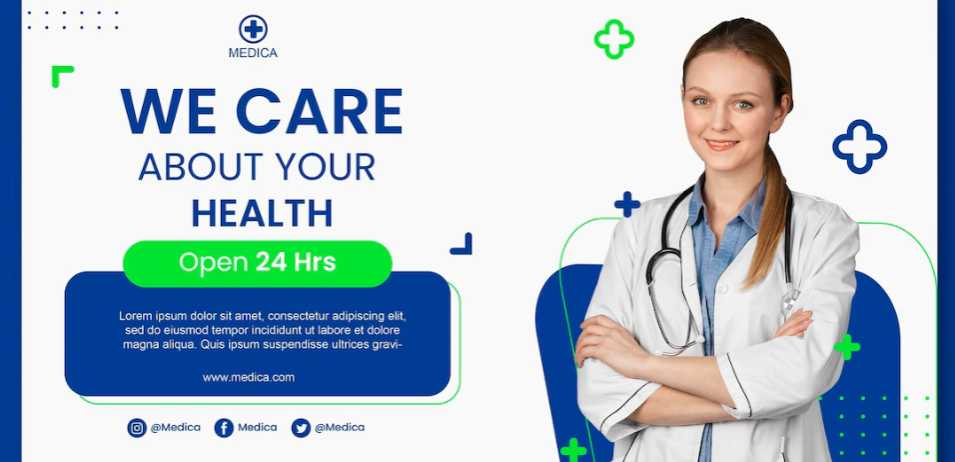 MEDICA
WE CARE
ABOUT YOUR
HEALTH
Open 24 Hrs
Lorem ipsum dolor sit amet, consectetur adipiscing elit,
sed do eiusmod tempor incididunt ut labore et dolore
magna aliqua. Quis ipsum suspendisse ultrices gravi-
www.medica.com
@Medica Medica @Medica